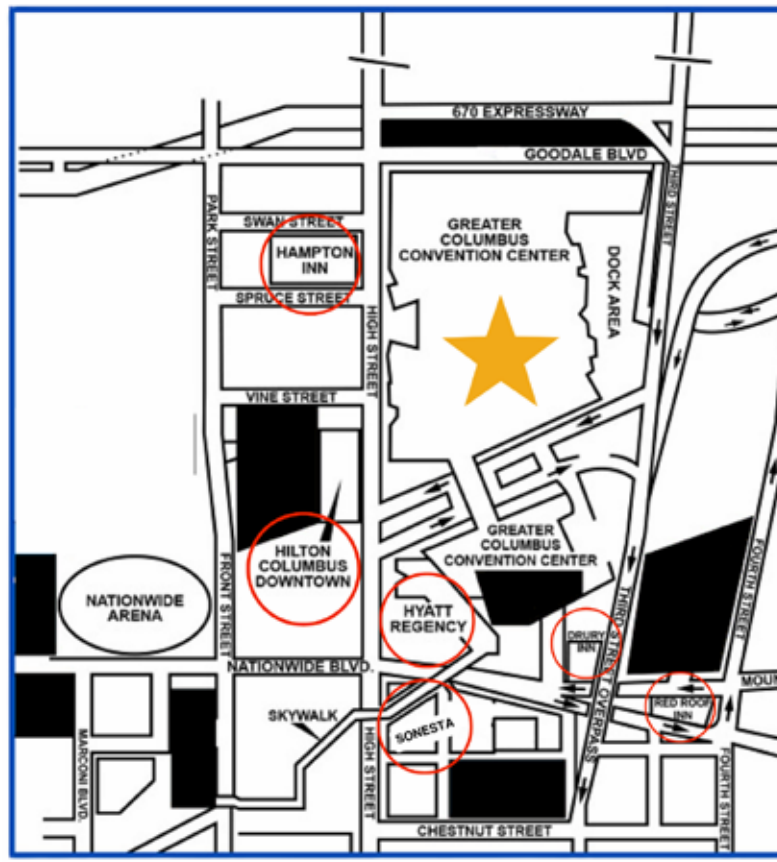 670 EXPRESSWAY
GOODALE BLVD
PARK STREET
THIRD STREET
SWAN STREET
HAMPTON
INN
SPRUCE STREET
GREATER
COLUMBUS
CONVENTION CENTER
DOCK AREA
HIGH STREET
VINE STREET
HILTON
COLUMBUS
DOWNTOWN
GREATER
COLUMBUS
CONVENTION CENTER
NATIONWIDE
ARENA
FRONT STREET
HYATT
REGENCY
DRURY
INN
THIRD STREET OVERPASS
FOURTH STREET
NATIONWIDE BLVD.
MOUN
RED ROOF
INN
SKYWALK
SONESTA
MARCONI BLVD.
HIGH STREET
FOURTH STREET
CHESTNUT STREET